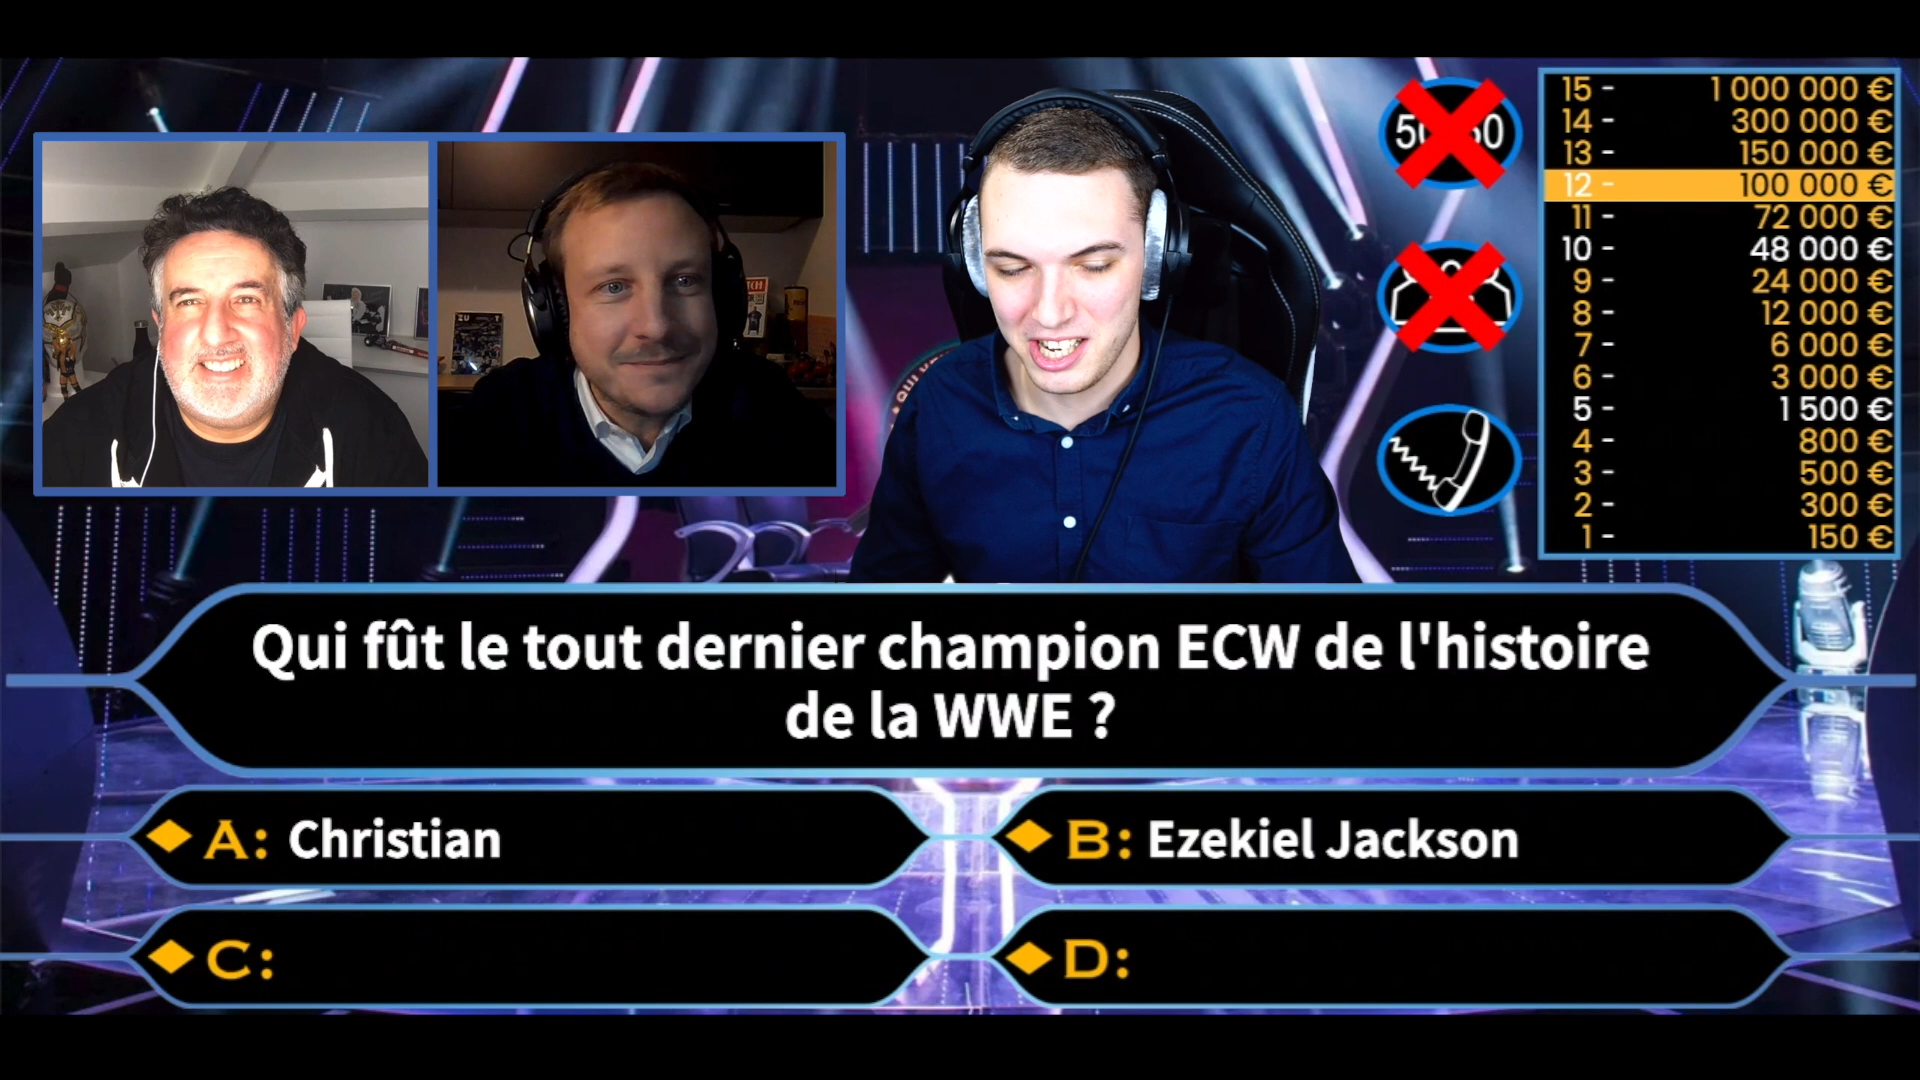 50
15 - 1 000 000 €
14 - 300 000 €
13 - 150 000 €
12 - 100 000 €
11 - 72 000 €
10 - 48 000 €
9 - 24 000 €
8 - 12 000 €
7 - 6 000 €
6 - 3 000 €
5 - 1 500 €
4 - 800 €
3 - 500 €
2 - 300 €
1 - 150 €
Qui fût le tout dernier champion ECW de l'histoire
de la WWE ?
A: Christian
B: Ezekiel Jackson
C:
D: